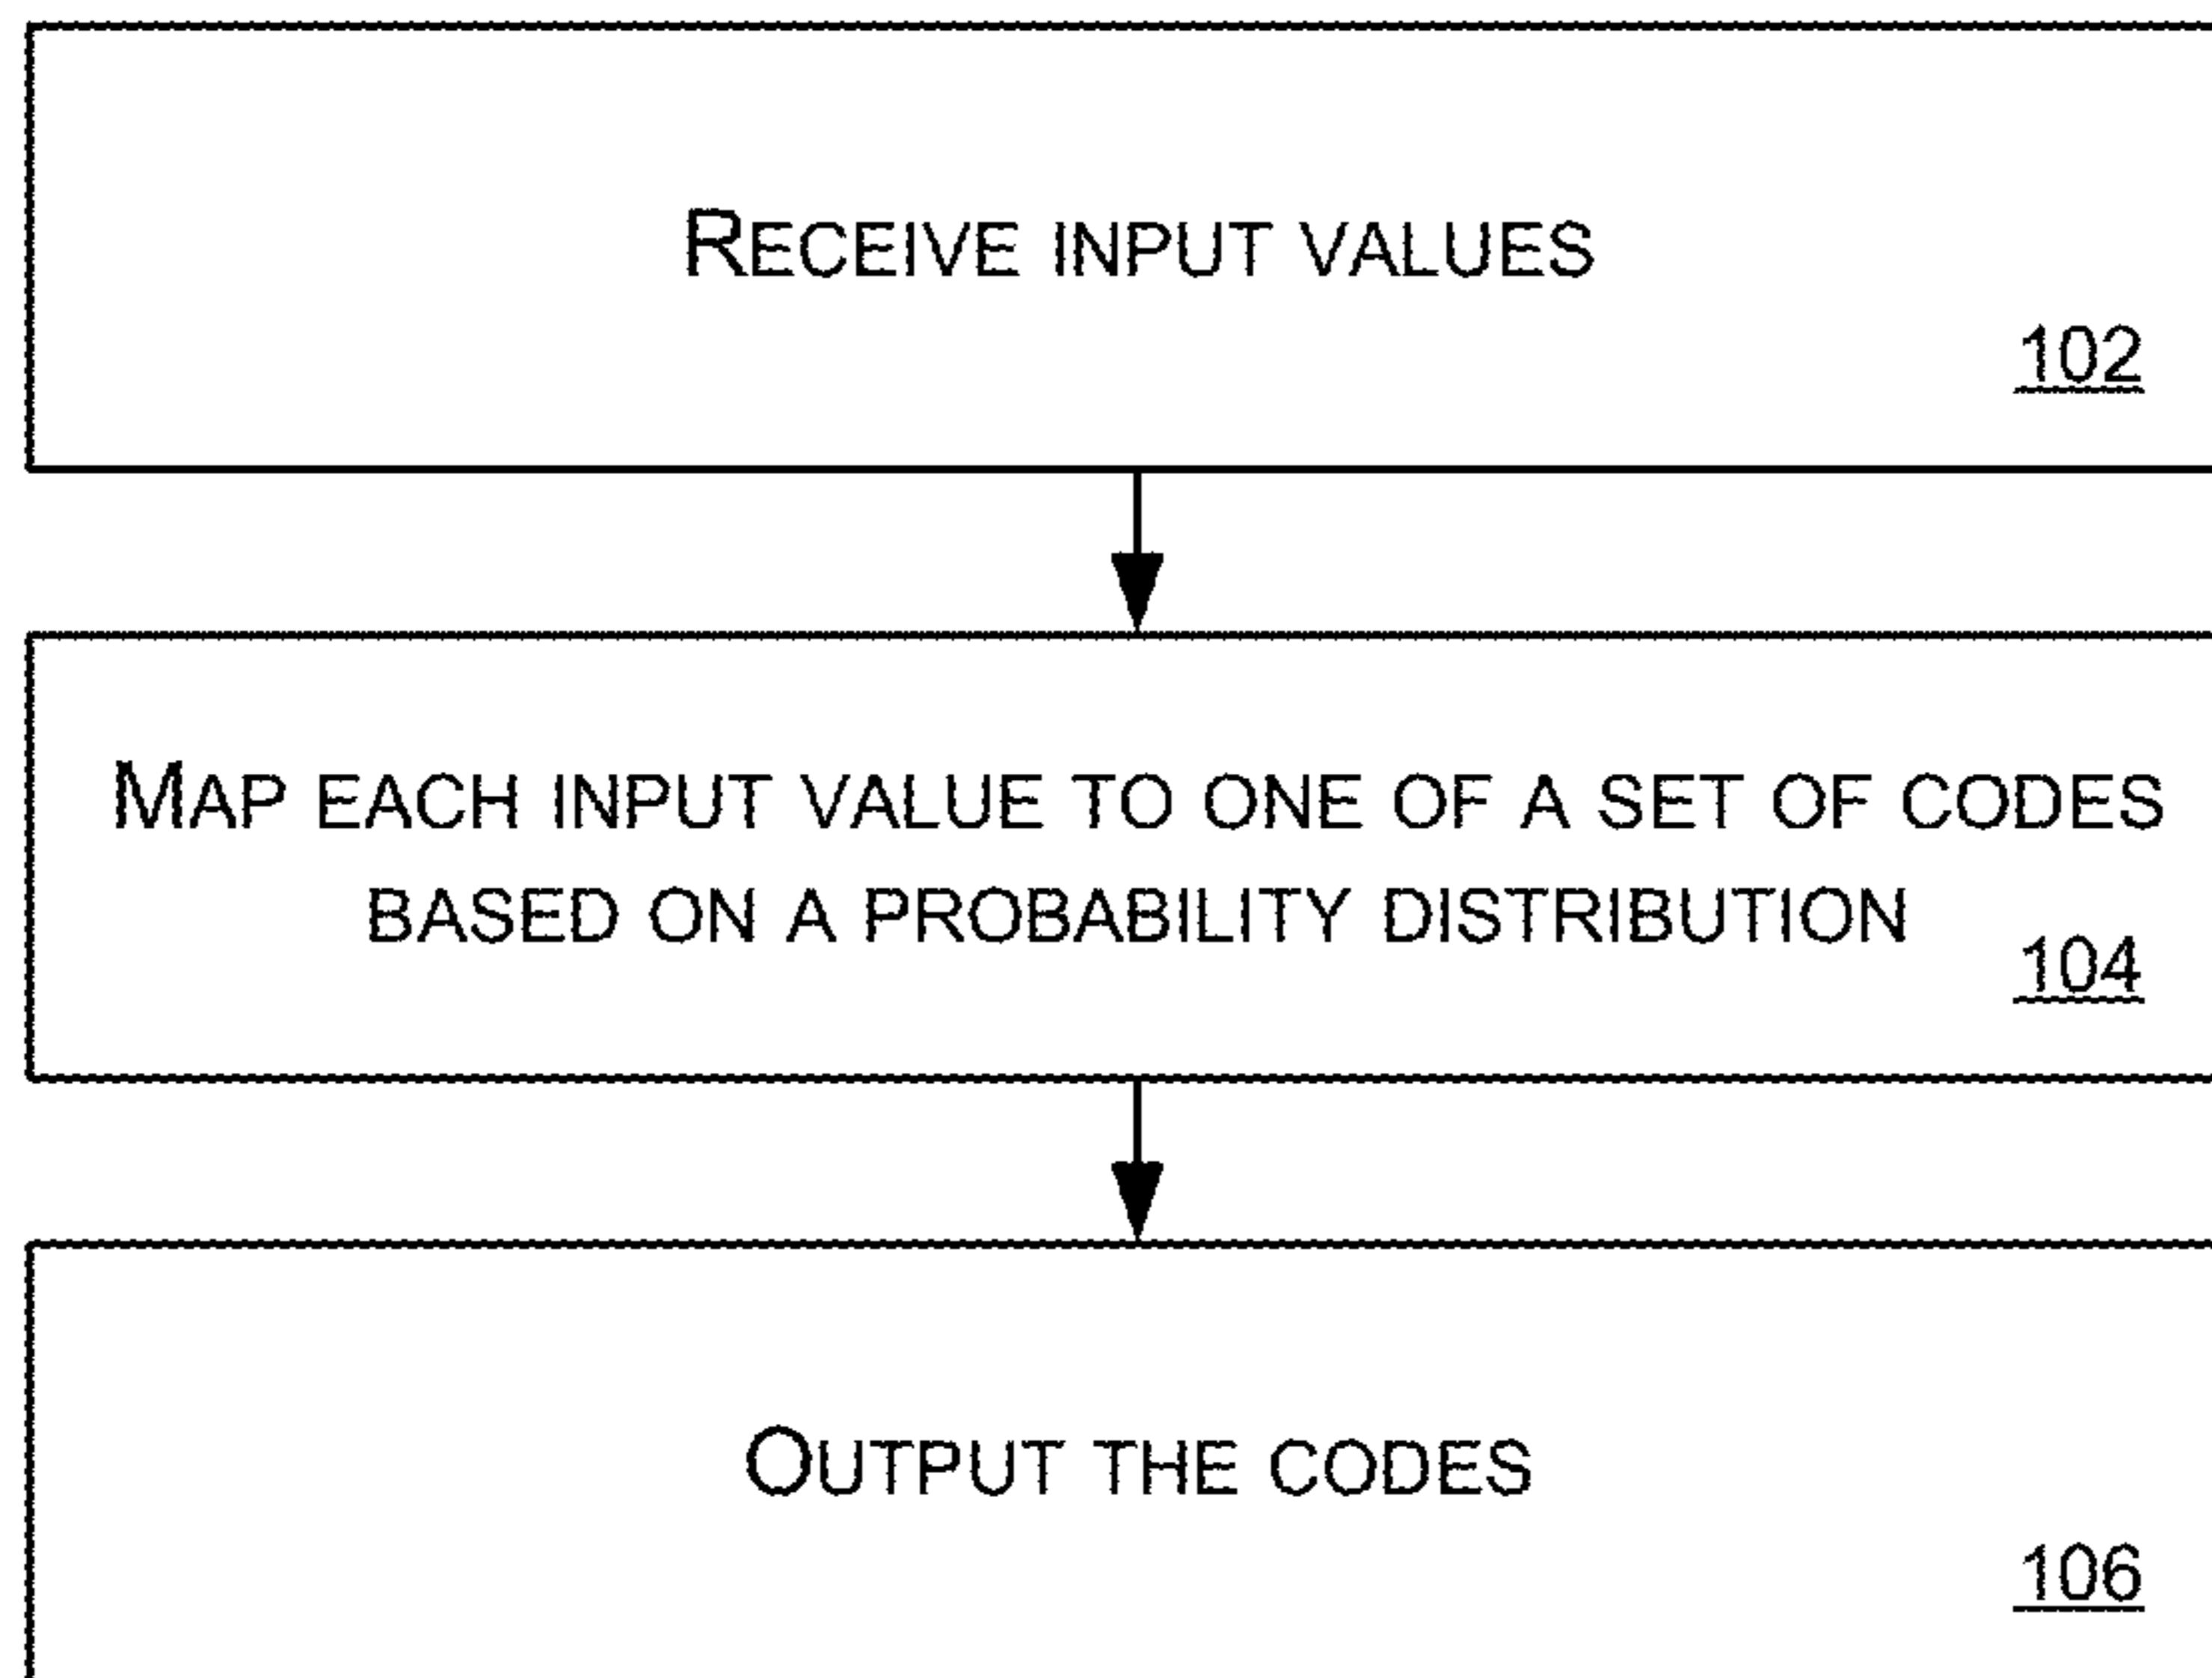 RECEIVE INPUT VALUES
102
MAP EACH INPUT VALUE TO ONE OF A SET OF CODES
BASED ON A PROBABILITY DISTRIBUTION
104
OUTPUT THE CODES
106